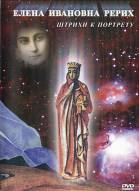 ЕЛЕНА ИВАНОВНА РЕРИХ
ШТРИХИ К ПОРТРЕТУ